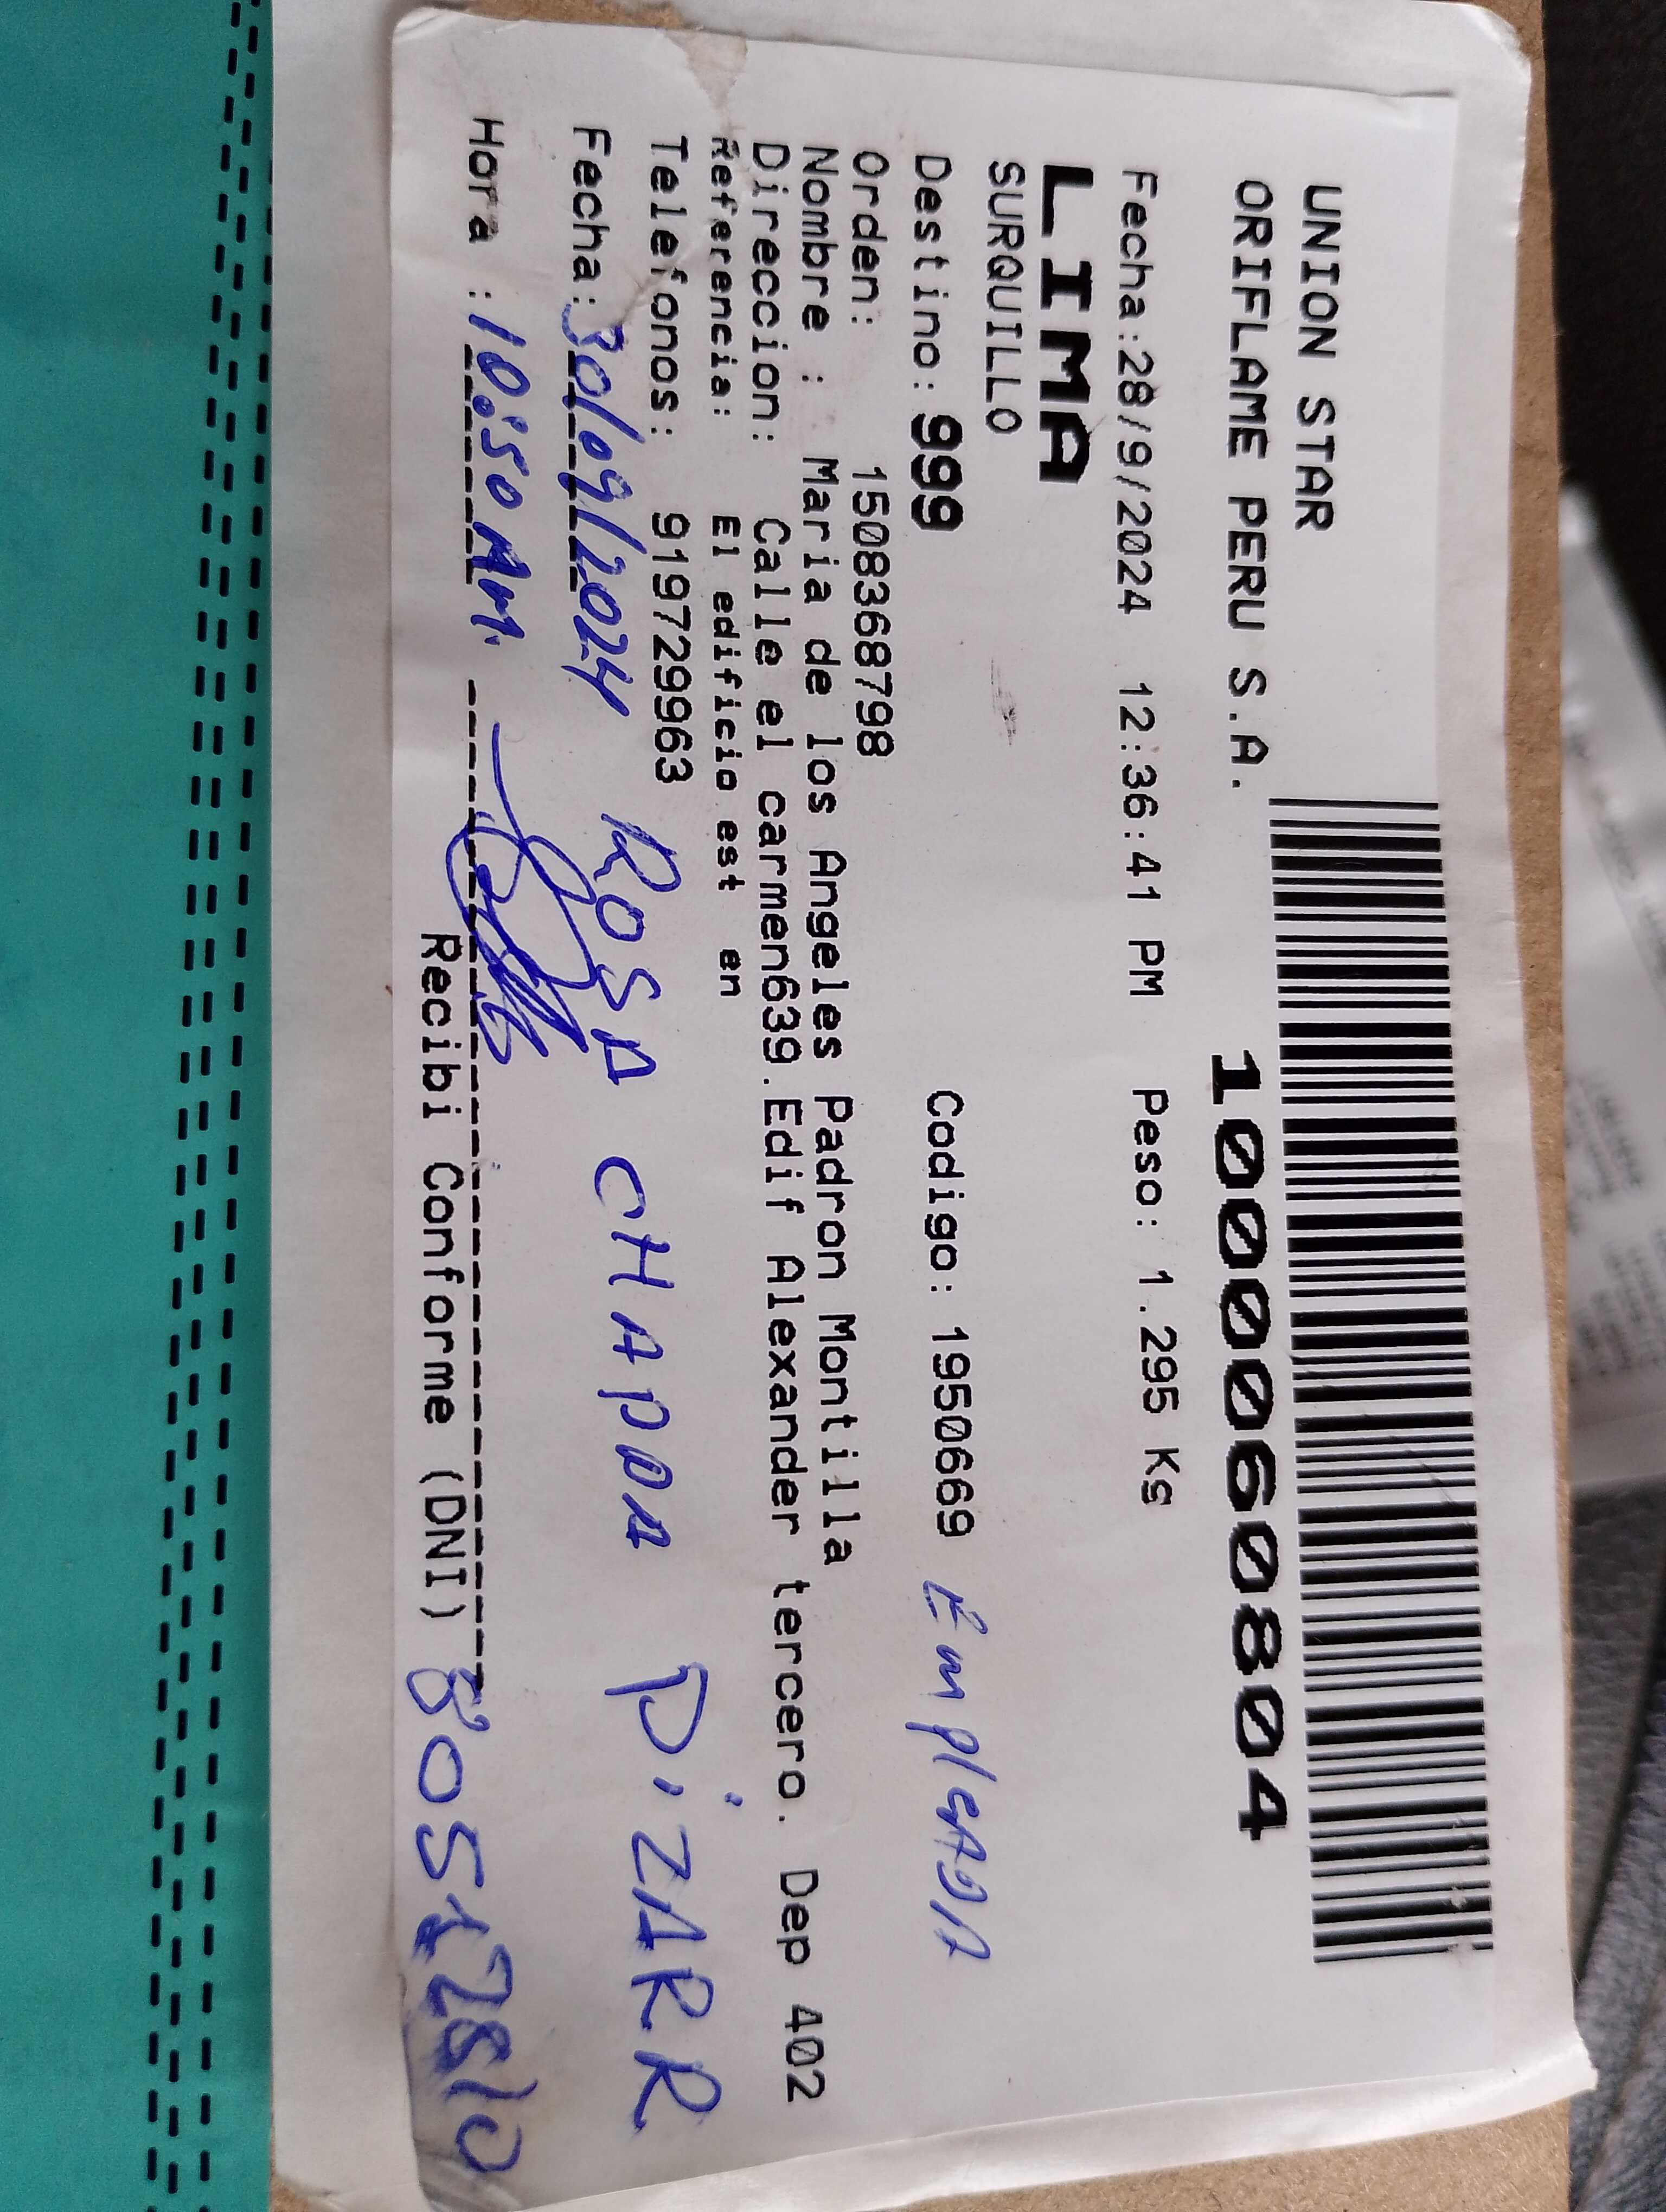 UNION STAR
ORIFLAME PERU S.A.
1000060804
Fecha:28/9/2024 12:36:41 PM Peso: 1.295 Ks
LIMA
SURQUILLO
Destino: 999 Codigo: 1950669 EmpleADA
Orden: 1508368798
Nombre : Maria de los Angeles Padron Montilla
Direccion: Calle el carmen639.Edif Alexander tercero. Dep 402
Referencia: El edificio est en
Telefonos: 919729963
Fecha:30/09/2024 ROSA CHAPDA PiZARR
Hora :10:50 Am.
Recibi Conforme (DNI) 80512810